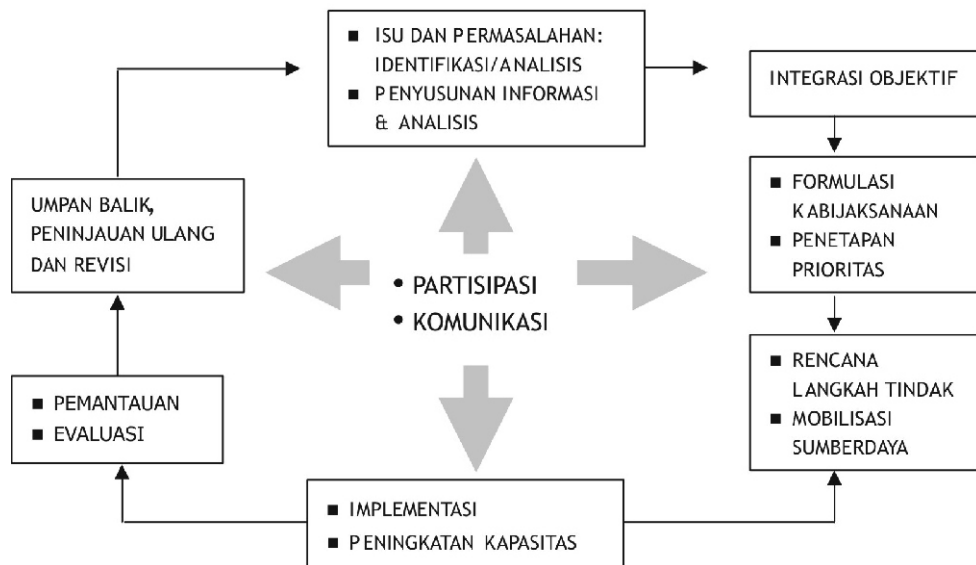 ■ ISU DAN PERMASALAHAN:
IDENTIFIKASI/ANALISIS
■ PENYUSUNAN INFORMASI
& ANALISIS
INTEGRASI OBJEKTIF
■ FORMULASI
KABIJAKSANAAN
■ PENETAPAN
PRIORITAS
■ RENCANA
LANGKAH TINDAK
■ MOBILISASI
SUMBERDAYA
■ IMPLEMENTASI
■ PENINGKATAN KAPASITAS
■ PEMANTAUAN
■ EVALUASI
UMPAN BALIK,
PENINJAUAN ULANG
DAN REVISI
• PARTISIPASI
• KOMUNIKASI